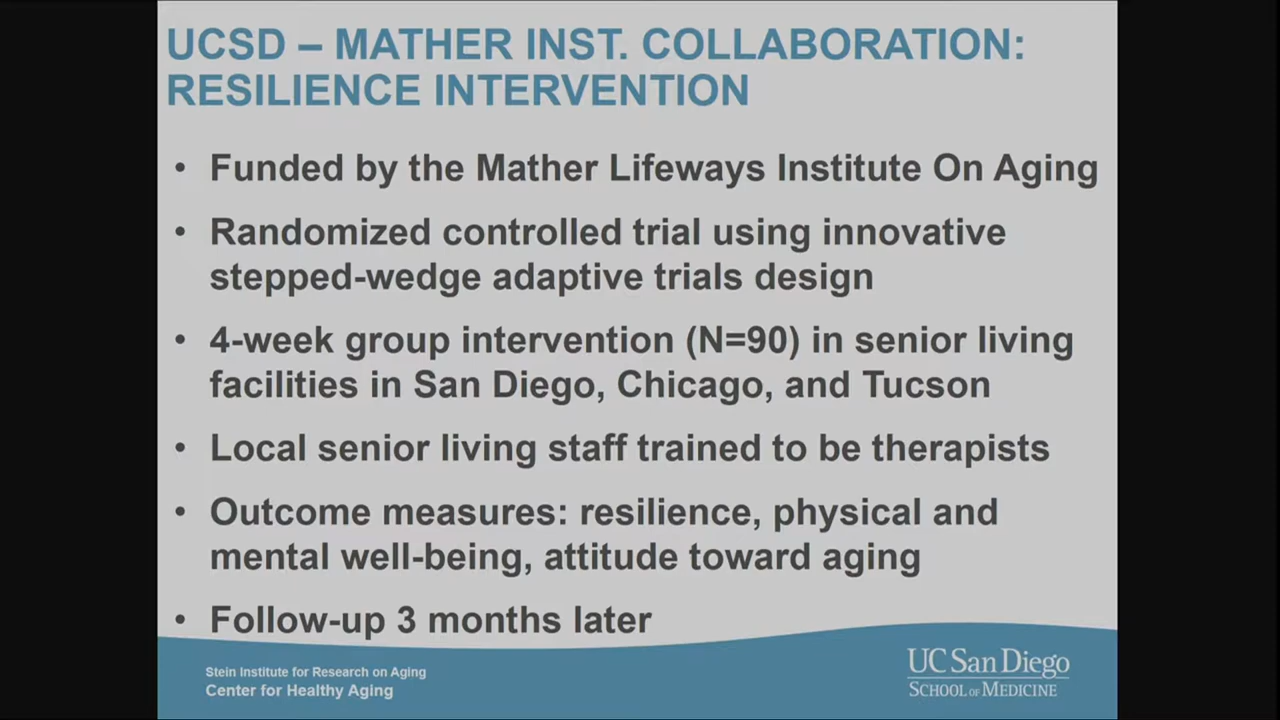 UCSD – MATHER INST. COLLABORATION:
RESILIENCE INTERVENTION
• Funded by the Mather Lifeways Institute On Aging
• Randomized controlled trial using innovative
stepped-wedge adaptive trials design
• 4-week group intervention (N=90) in senior living
facilities in San Diego, Chicago, and Tucson
• Local senior living staff trained to be therapists
• Outcome measures: resilience, physical and
mental well-being, attitude toward aging
• Follow-up 3 months later
Stein Institute for Research on Aging
Center for Healthy Aging
UC San Diego
SCHOOL OF MEDICINE